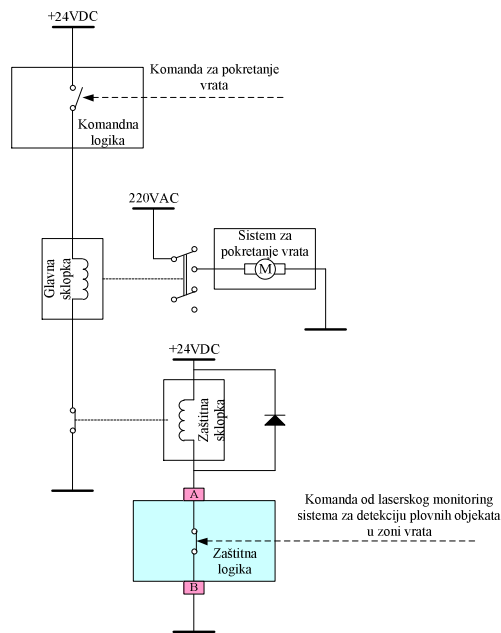 +24VDC
Komanda za pokretanje
vrata
Komandna
logika
220VAC
Sistem za
pokretanje vrata
M
Glavna
sklopka
+24VDC
Zaštitna
sklopka
A
Komanda od laserskog monitoring
sistema za detekciju plovnih objekata
u zoni vrata
Zaštitna
logika
B